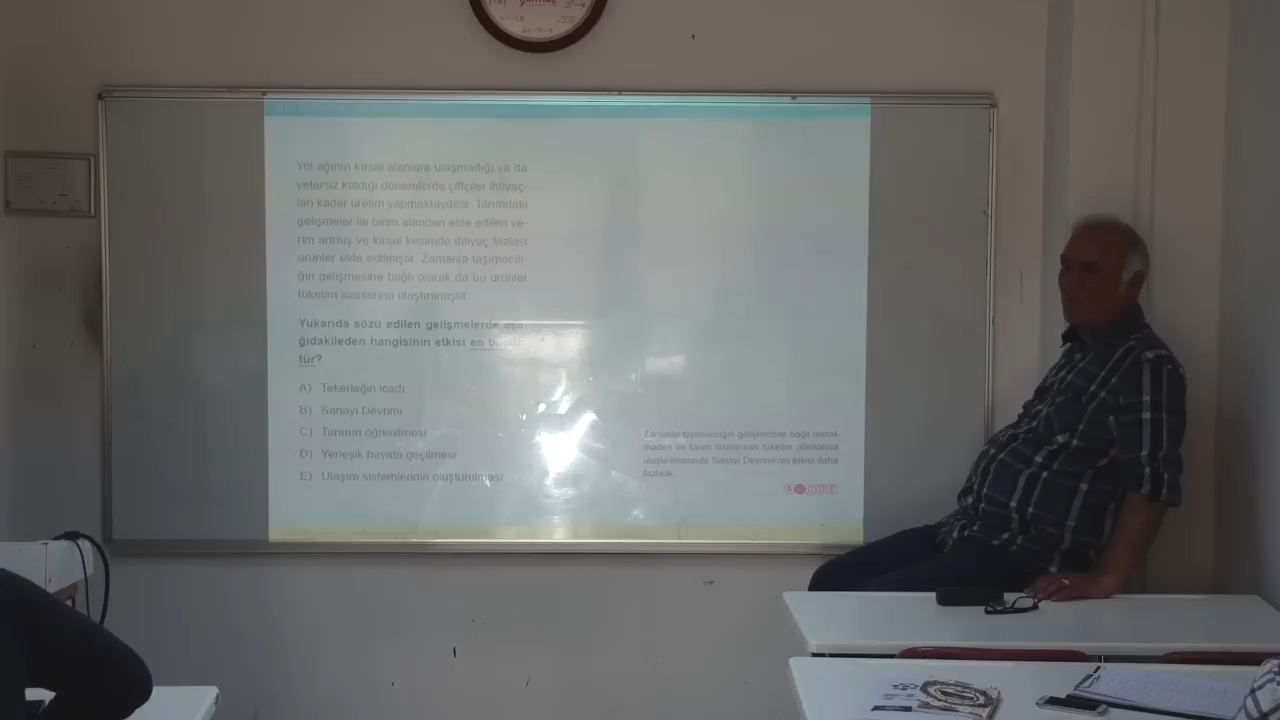 Yol ağının kırsal alanlara ulaşmadığı ya da
yetersiz kaldığı dönemlerde çiftçiler ihtiyaç-
ları kadar üretim yapmaktaydılar. Tarımdaki
gelişmeler ile birim alandan elde edilen ve-
rim artmış ve kırsal kesimde ihtiyaç fazlası
ürünler elde edilmiştir. Zamanla taşımacılı-
ğın gelişmesine bağlı olarak da bu ürünler
tüketim alanlarına ulaştırılmıştır.
Yukarıda sözü edilen gelişmelerde aşa-
ğıdakileden hangisinin etkisi en büyük-
tür?
A) Tekerleğin icadı
B) Sanayi Devrimi
C) Tarımın öğrenilmesi
D) Yerleşik hayata geçilmesi
E) Ulaşım sistemlerinin oluşturulması
Zamanla taşımacılığın gelişmesine bağlı olarak
maden ve tarım ürünlerinin tüketim alanlarına
ulaştırılmasında Sanayi Devrimi'nin etkisi daha
fazladır.
A C D E